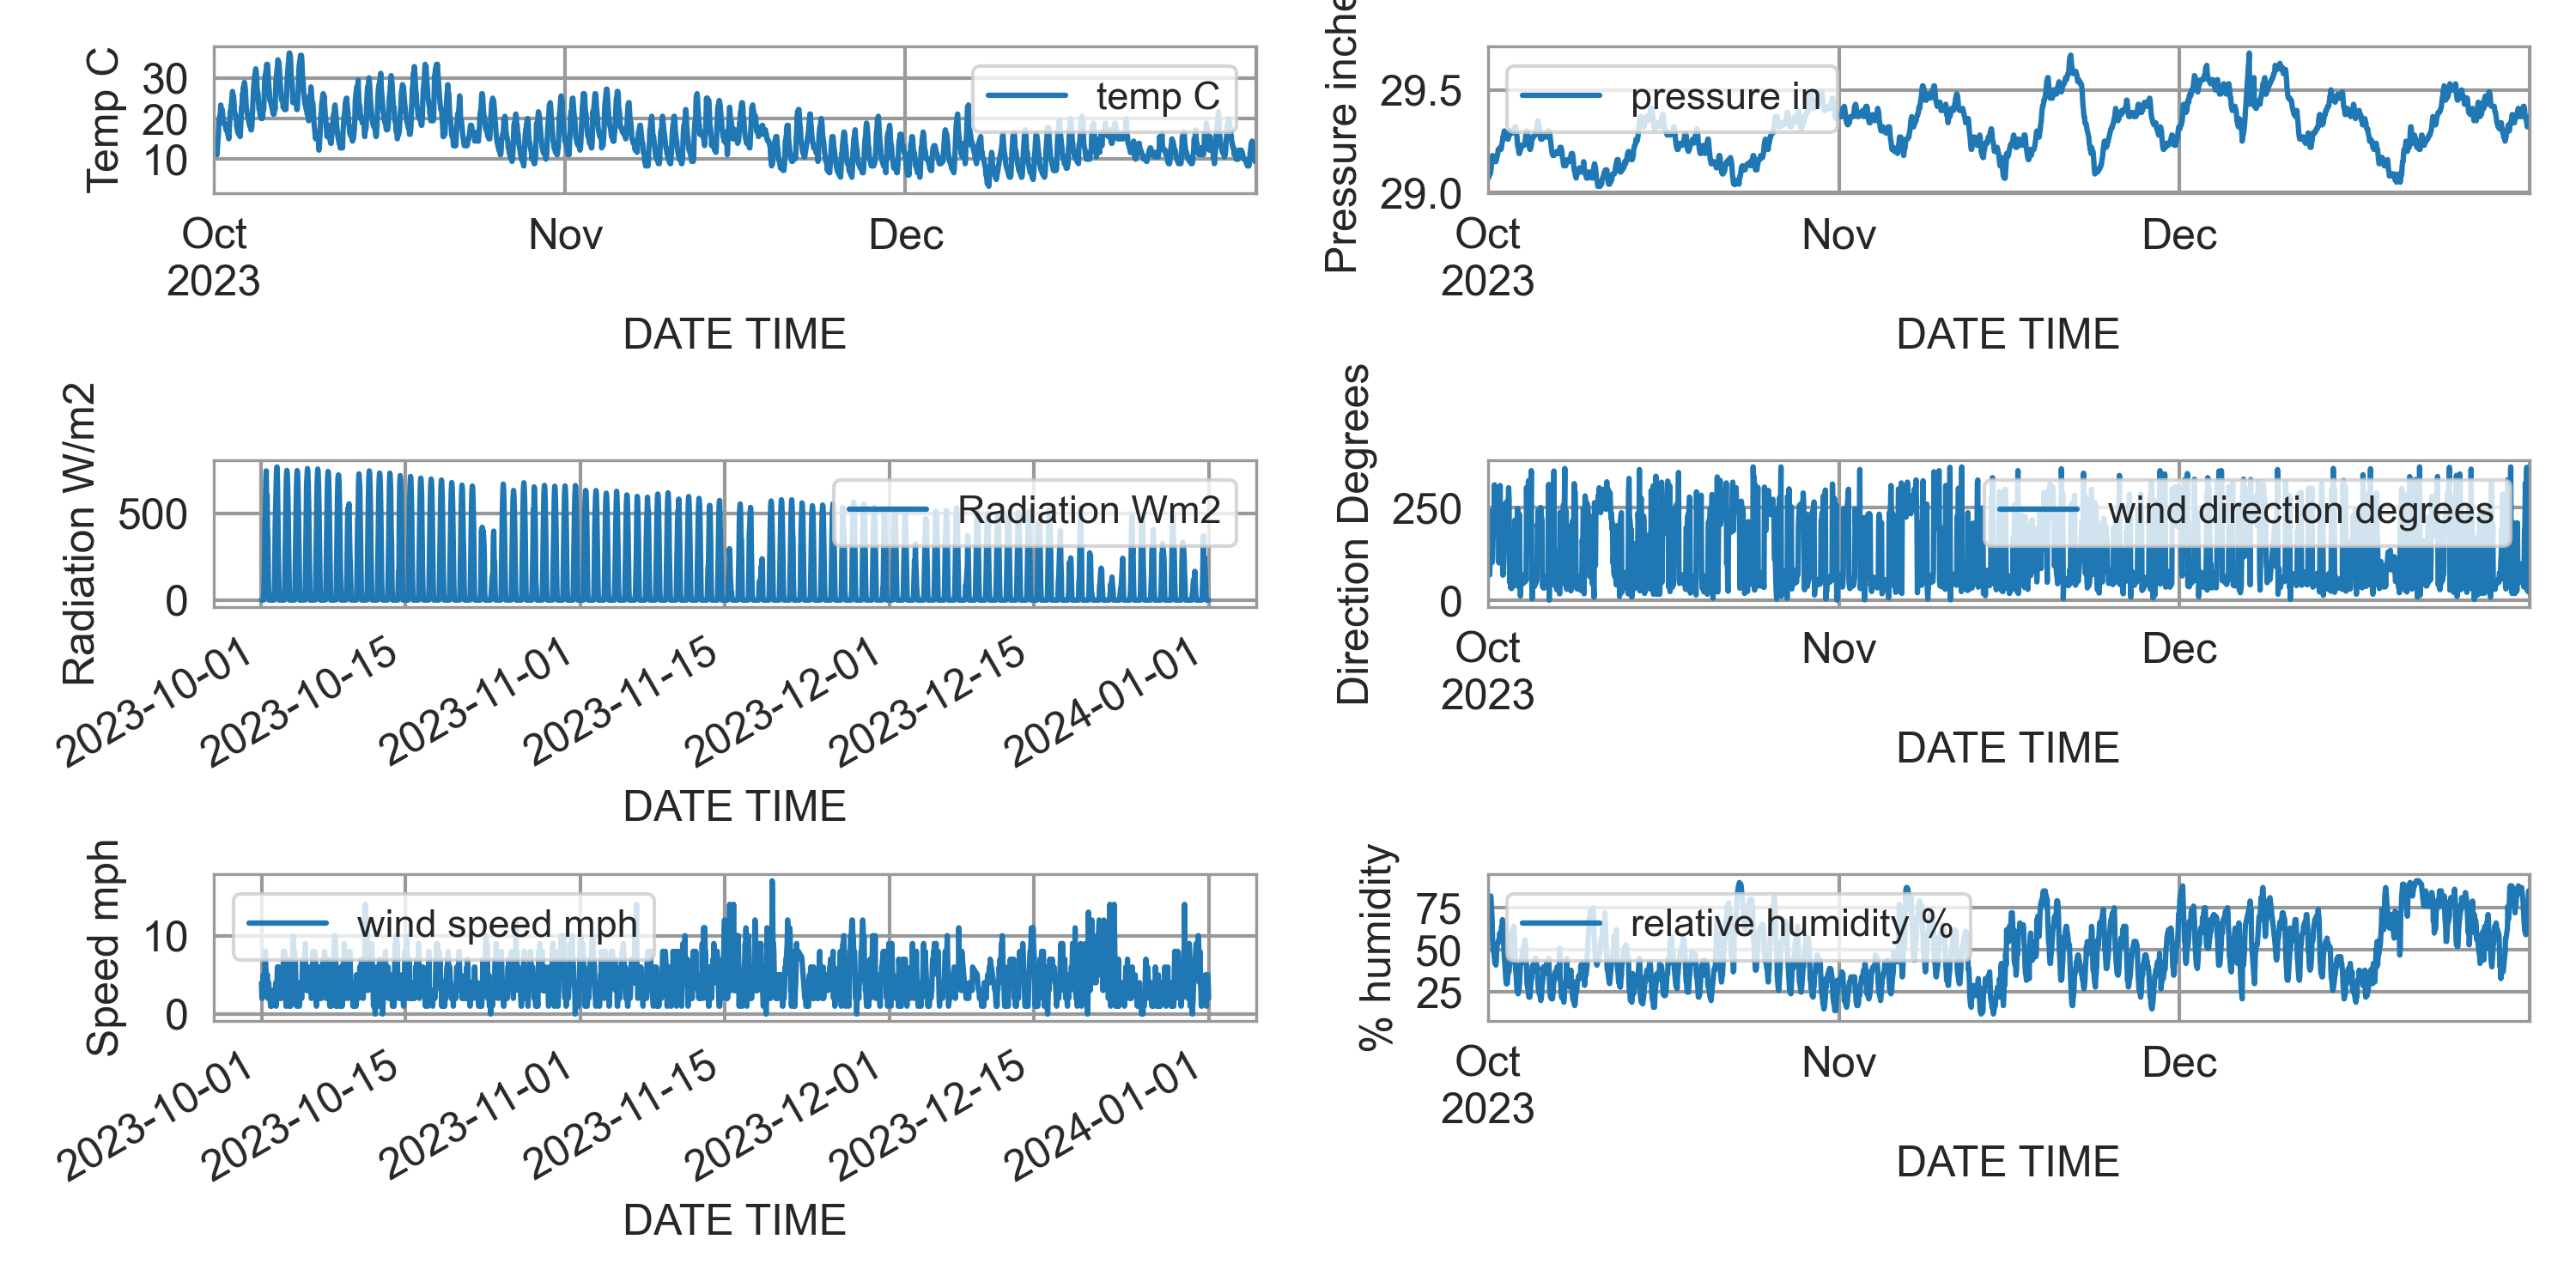 Temp C
30
20
10
temp C
Oct
2023
Nov
Dec
DATE TIME
Pressure inche
29.5
29.0
pressure in
Oct
2023
Nov
Dec
DATE TIME
Radiation W/m2
500
0
Radiation Wm2
2023-10-01
2023-10-15
2023-11-01
2023-11-15
2023-12-01
2023-12-15
2024-01-01
DATE TIME
Direction Degrees
250
0
wind direction degrees
Oct
2023
Nov
Dec
DATE TIME
Speed mph
10
0
wind speed mph
2023-10-01
2023-10-15
2023-11-01
2023-11-15
2023-12-01
2023-12-15
2024-01-01
DATE TIME
% humidity
75
50
25
relative humidity %
Oct
2023
Nov
Dec
DATE TIME